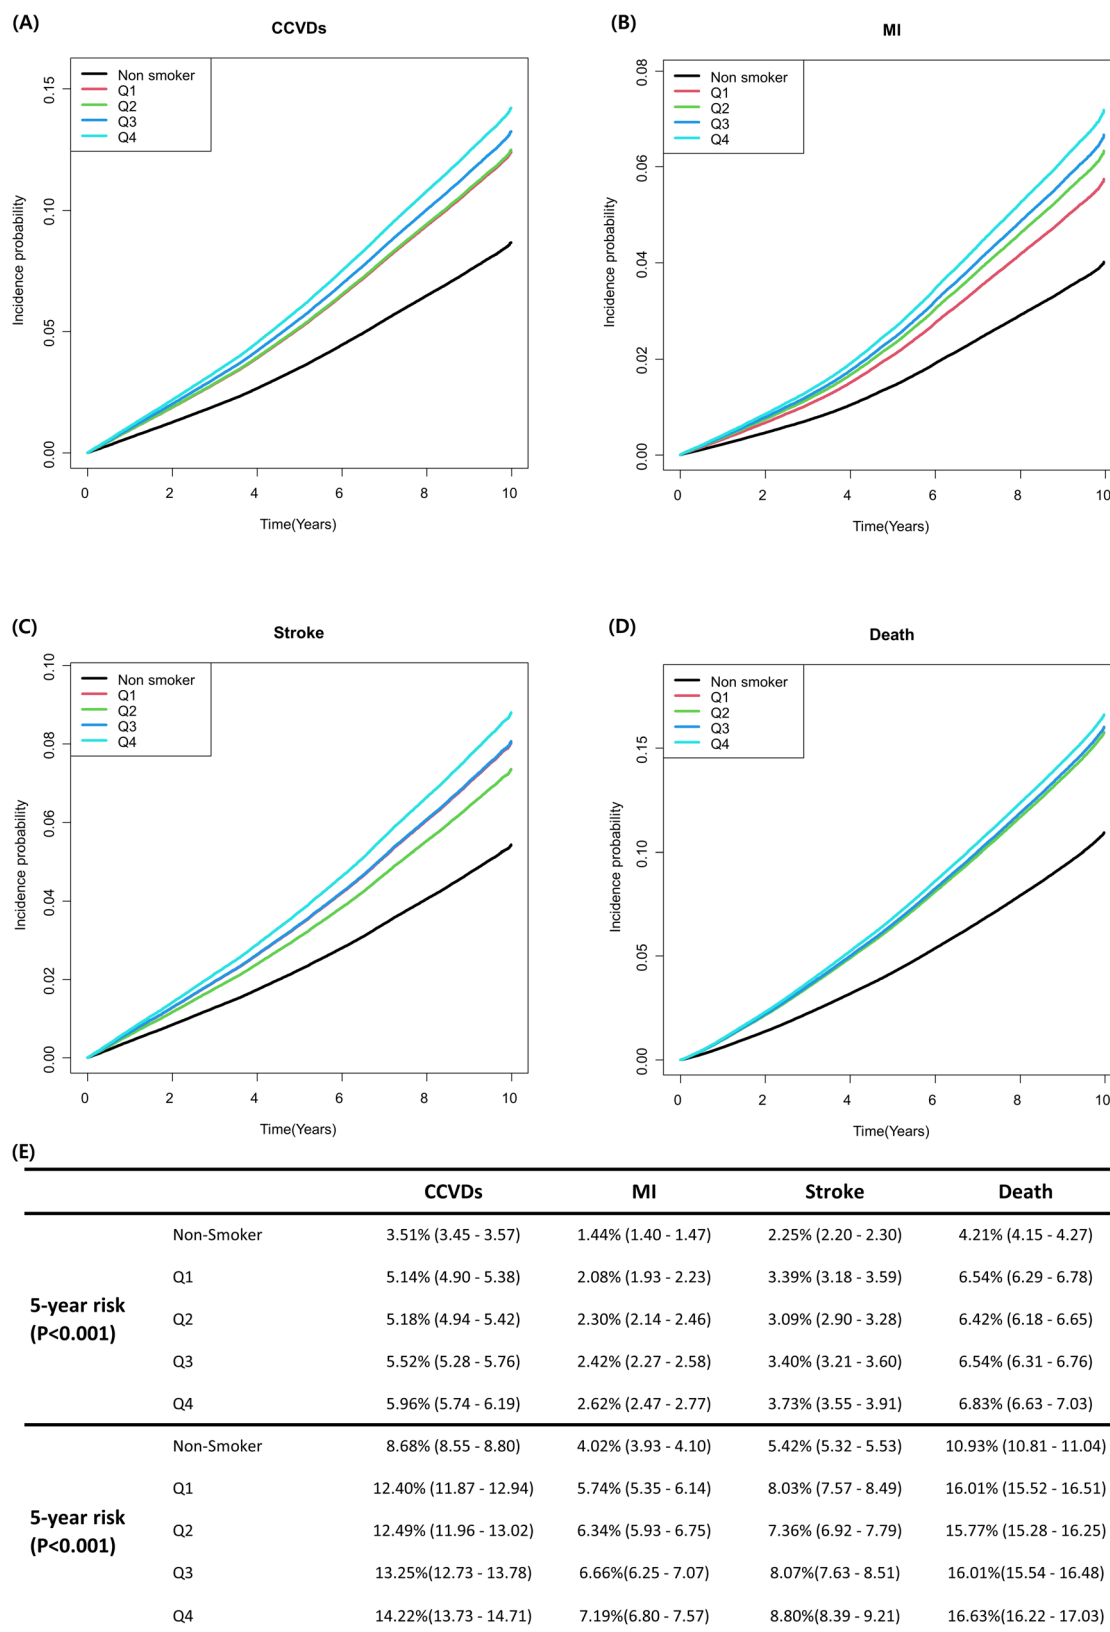 (A)
CCVDs
Incidence probability
0.00 0.05 0.10 0.15
Non smoker
Q1
Q2
Q3
Q4
0 2 4 6 8 10
Time(Years)
(B)
MI
Incidence probability
0.00 0.02 0.04 0.06 0.08
Non smoker
Q1
Q2
Q3
Q4
0 2 4 6 8 10
Time(Years)
(C)
Stroke
Incidence probability
0.00 0.02 0.04 0.06 0.08 0.10
Non smoker
Q1
Q2
Q3
Q4
0 2 4 6 8 10
Time(Years)
(D)
Death
Incidence probability
0.00 0.05 0.10 0.15
Non smoker
Q1
Q2
Q3
Q4
0 2 4 6 8 10
Time(Years)
(E)
CCVDs MI Stroke Death
5-year risk
(P<0.001)
Non-Smoker 3.51% (3.45 - 3.57) 1.44% (1.40 - 1.47) 2.25% (2.20 - 2.30) 4.21% (4.15 - 4.27)
Q1 5.14% (4.90 - 5.38) 2.08% (1.93 - 2.23) 3.39% (3.18 - 3.59) 6.54% (6.29 - 6.78)
Q2 5.18% (4.94 - 5.42) 2.30% (2.14 - 2.46) 3.09% (2.90 - 3.28) 6.42% (6.18 - 6.65)
Q3 5.52% (5.28 - 5.76) 2.42% (2.27 - 2.58) 3.40% (3.21 - 3.60) 6.54% (6.31 - 6.76)
Q4 5.96% (5.74 - 6.19) 2.62% (2.47 - 2.77) 3.73% (3.55 - 3.91) 6.83% (6.63 - 7.03)
5-year risk
(P<0.001)
Non-Smoker 8.68% (8.55 - 8.80) 4.02% (3.93 - 4.10) 5.42% (5.32 - 5.53) 10.93% (10.81 - 11.04)
Q1 12.40% (11.87 - 12.94) 5.74% (5.35 - 6.14) 8.03% (7.57 - 8.49) 16.01% (15.52 - 16.51)
Q2 12.49% (11.96 - 13.02) 6.34% (5.93 - 6.75) 7.36% (6.92 - 7.79) 15.77% (15.28 - 16.25)
Q3 13.25%(12.73 - 13.78) 6.66%(6.25 - 7.07) 8.07%(7.63 - 8.51) 16.01%(15.54 - 16.48)
Q4 14.22%(13.73 - 14.71) 7.19%(6.80 - 7.57) 8.80%(8.39 - 9.21) 16.63%(16.22 - 17.03)